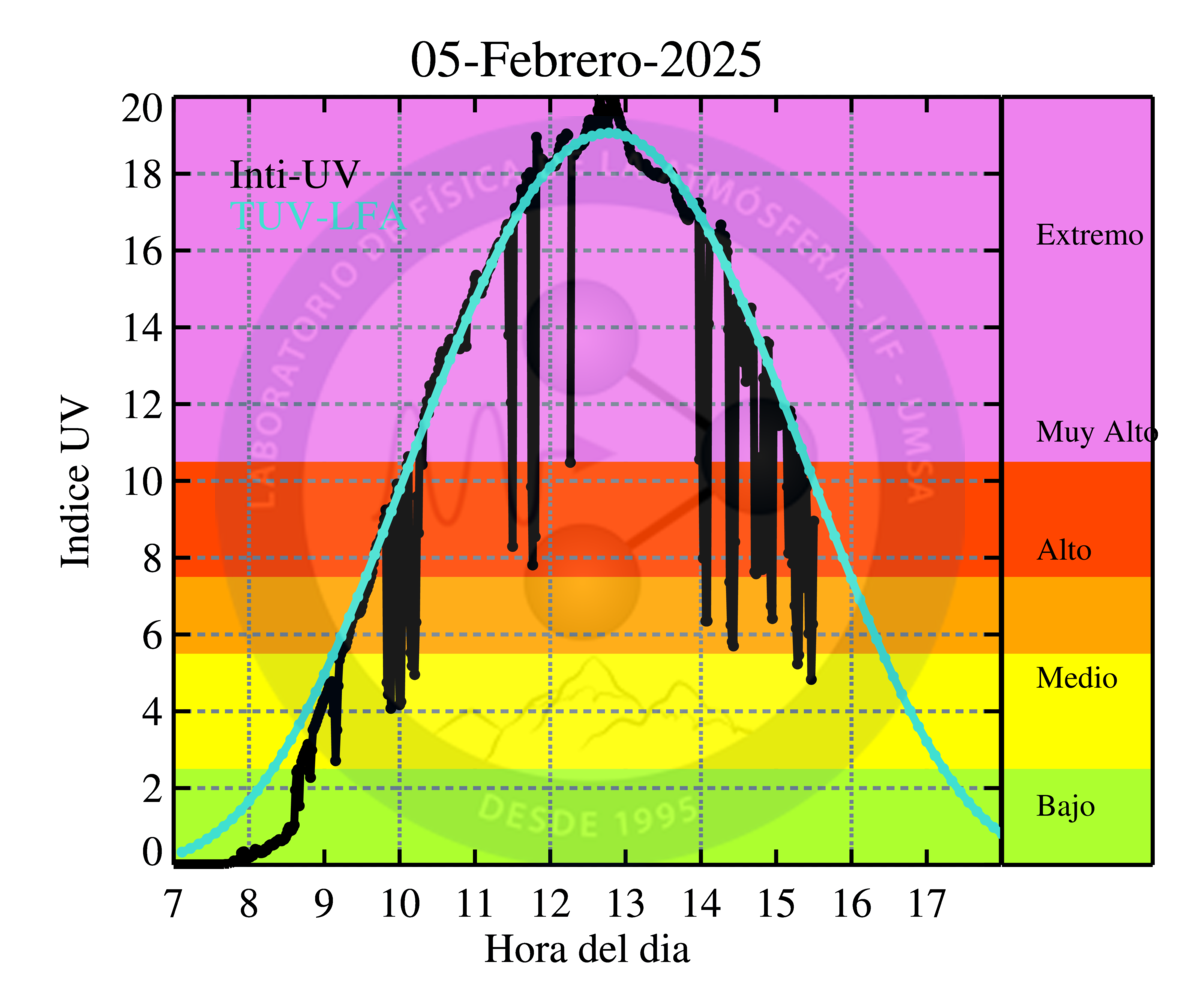 05-Febrero-2025
Inti-UV
TUV-LFA
Indice UV
20
18
16
14
12
10
8
6
4
2
0
7 8 9 10 11 12 13 14 15 16 17
Hora del dia
Extremo
Muy Alto
Alto
Medio
Bajo
LABORATORIO DE FÍSICA DE LA ATMÓSFERA - IIF - UMSA
DESDE 1995